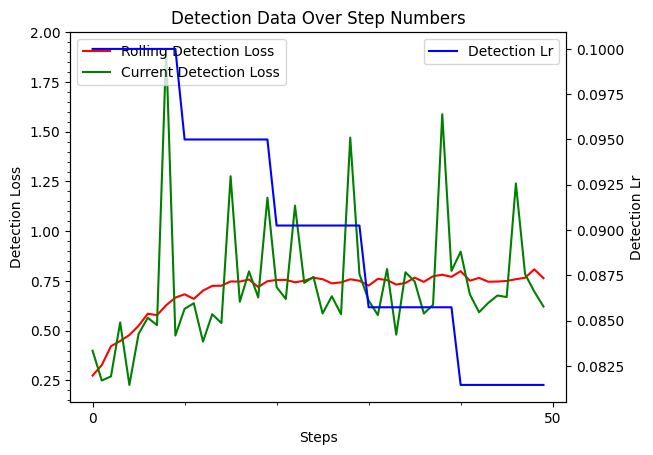 Detection Data Over Step Numbers
Rolling Detection Loss
Current Detection Loss
Detection Lr
2.00
1.75
1.50
1.25
1.00
0.75
0.50
0.25
Detection Loss
0.1000
0.0975
0.0950
0.0925
0.0900
0.0875
0.0850
0.0825
Detection Lr
0
50
Steps